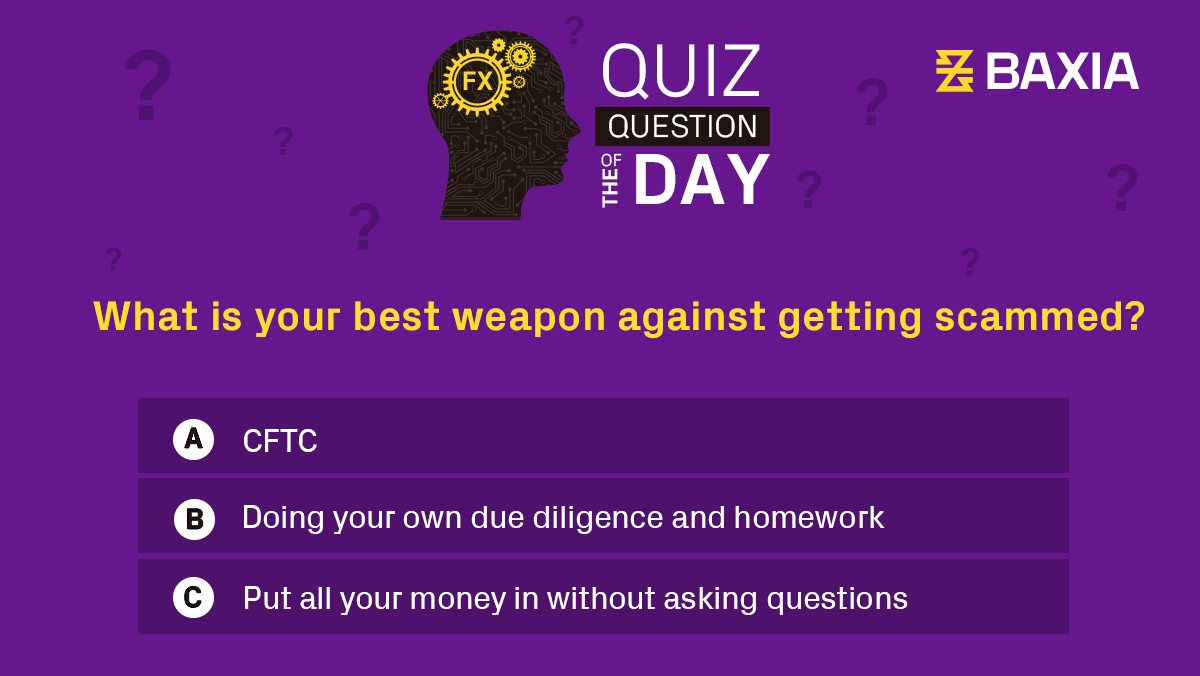 FX
QUIZ
QUESTION
OF THE DAY
BAXIA
What is your best weapon against getting scammed?
A CFTC
B Doing your own due diligence and homework
C Put all your money in without asking questions